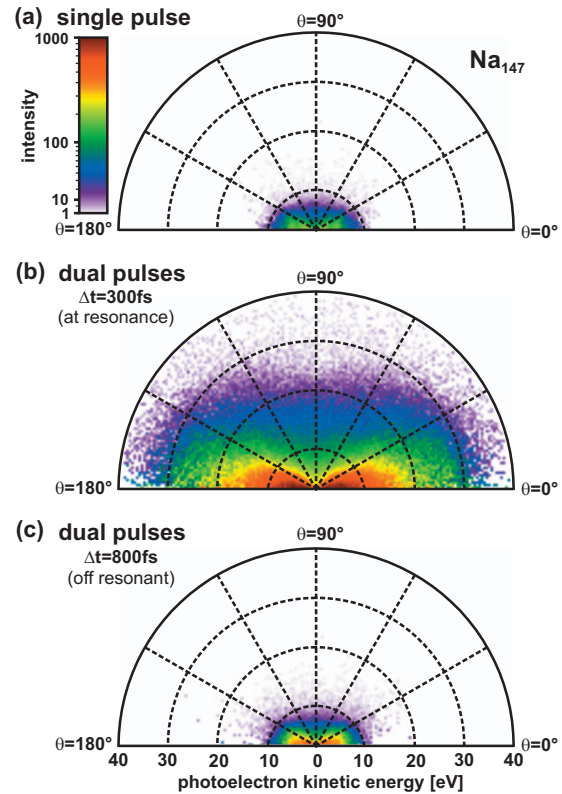 (a) single pulse
θ=90°
Na₁₄₇
1000
100
10
1
intensity
θ=180°
θ=0°
(b) dual pulses
θ=90°
Δt=300fs
(at resonance)
θ=180°
θ=0°
(c) dual pulses
θ=90°
Δt=800fs
(off resonant)
θ=180°
θ=0°
40 30 20 10 0 10 20 30 40
photoelectron kinetic energy [eV]